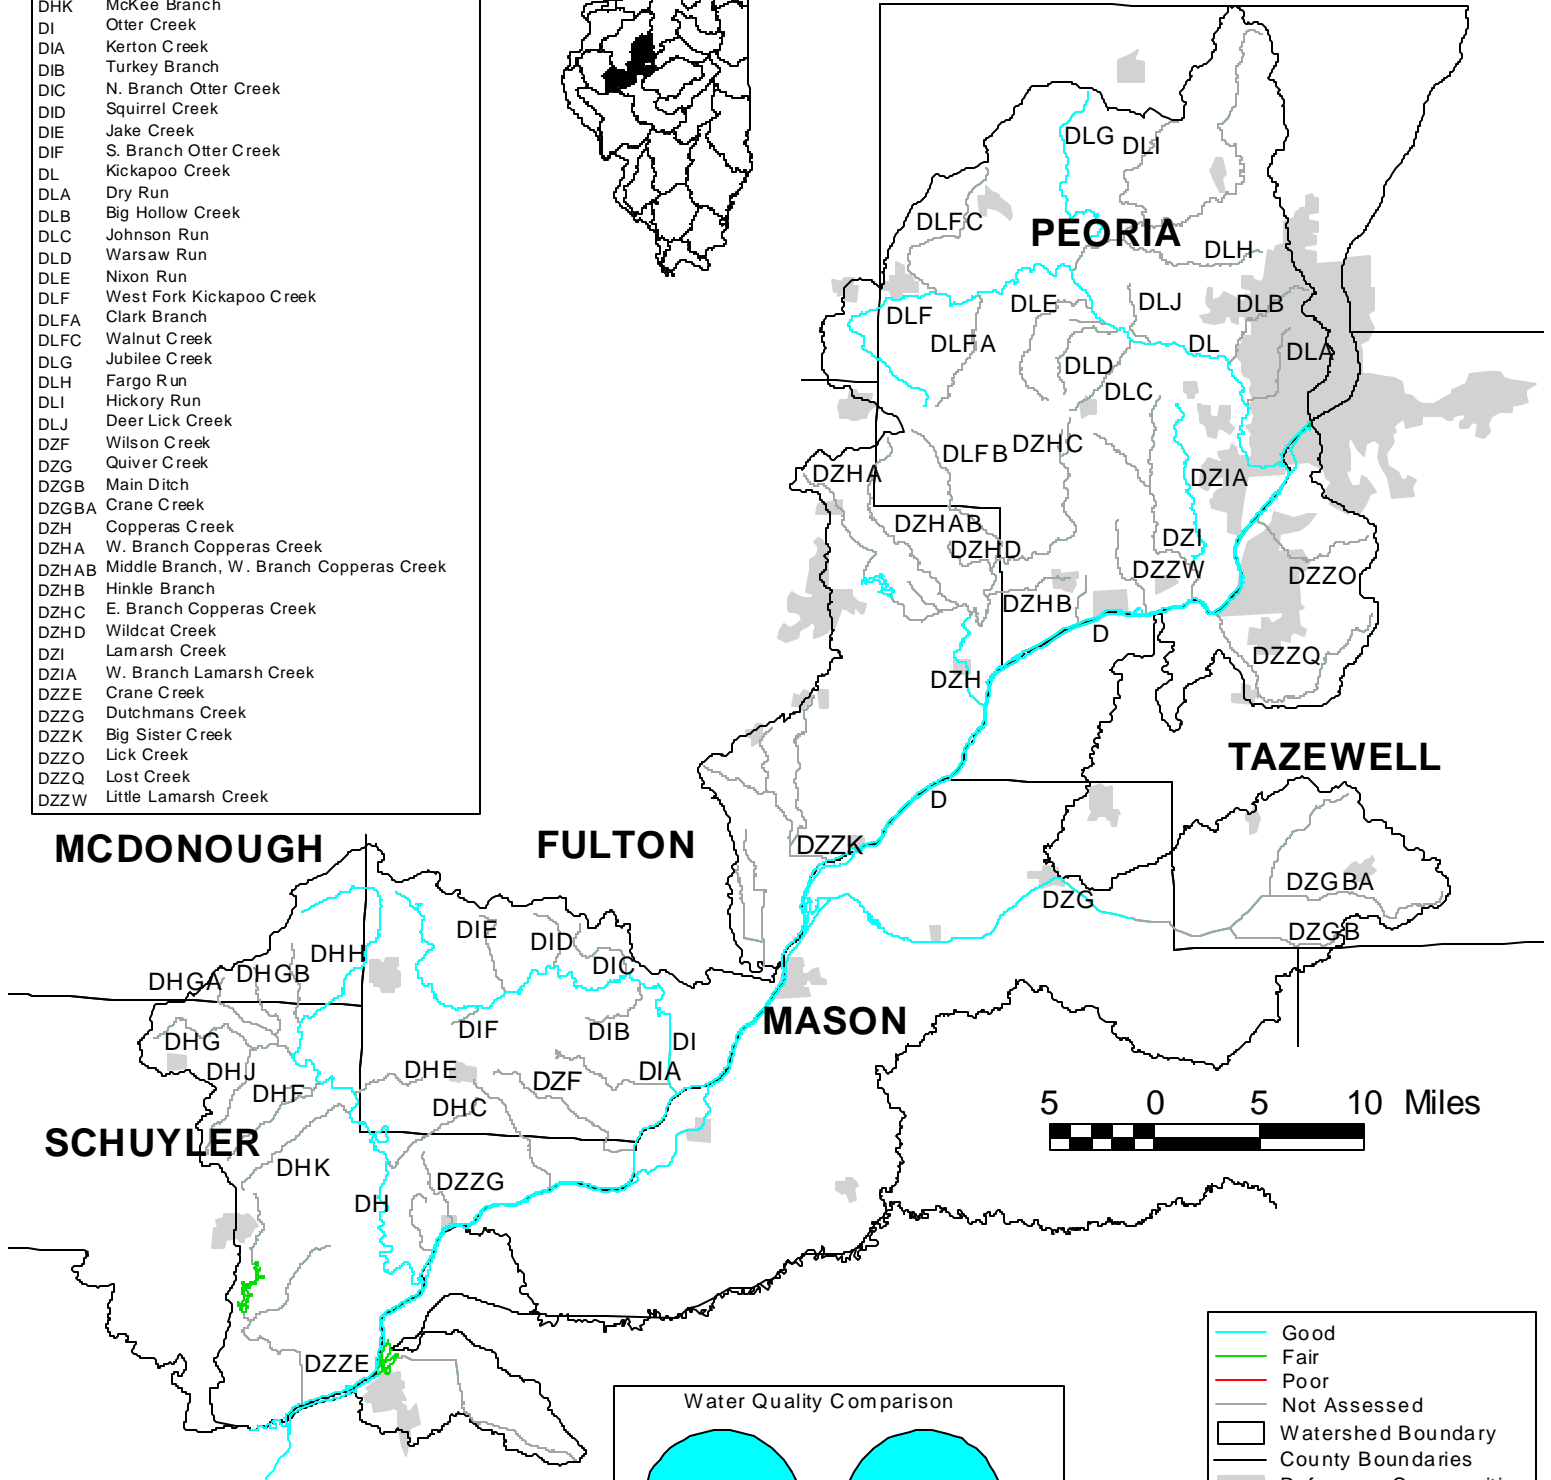 DHK McKee Branch
DI Otter Creek
DIA Kerton Creek
DIB Turkey Branch
DIC N. Branch Otter Creek
DID Squirrel Creek
DIE Jake Creek
DIF S. Branch Otter Creek
DL Kickapoo Creek
DLA Dry Run
DLB Big Hollow Creek
DLC Johnson Run
DLD Warsaw Run
DLE Nixon Run
DLF West Fork Kickapoo Creek
DLFA Clark Branch
DLFC Walnut Creek
DLG Jubilee Creek
DLH Fargo Run
DLI Hickory Run
DLJ Deer Lick Creek
DZF Wilson Creek
DZG Quiver Creek
DZGB Main Ditch
DZGBA Crane Creek
DZH Copperas Creek
DZHA W. Branch Copperas Creek
DZHAB Middle Branch, W. Branch Copperas Creek
DZHB Hinkle Branch
DZHC E. Branch Copperas Creek
DZHD Wildcat Creek
DZI Lamarsh Creek
DZIA W. Branch Lamarsh Creek
DZZE Crane Creek
DZZG Dutchmans Creek
DZZK Big Sister Creek
DZZO Lick Creek
DZZQ Lost Creek
DZZW Little Lamarsh Creek
DLG
DLI
DLFC
PEORIA
DLH
DLF
DLE
DLJ
DLB
DLFA
DL
DLA
DLD
DLC
DLFB
DZHC
DZHA
DZIA
DZHAB
DZHD
DZI
DZZW
DZZO
DZHB
D
DZZQ
DZH
TAZEWELL
D
MCDONOUGH
FULTON
DZZK
DZGBA
DZG
DZGB
DIE
DID
DIC
DHH
DHGB
DHGA
MASON
DIF
DIB
DI
DHG
DHJ
DHE
DZF
DIA
DHF
DHC
SCHUYLER
DHK
DH
DZZG
DZZE
5 0 5 10 Miles
Water Quality Comparison
Good
Fair
Poor
Not Assessed
Watershed Boundary
County Boundaries